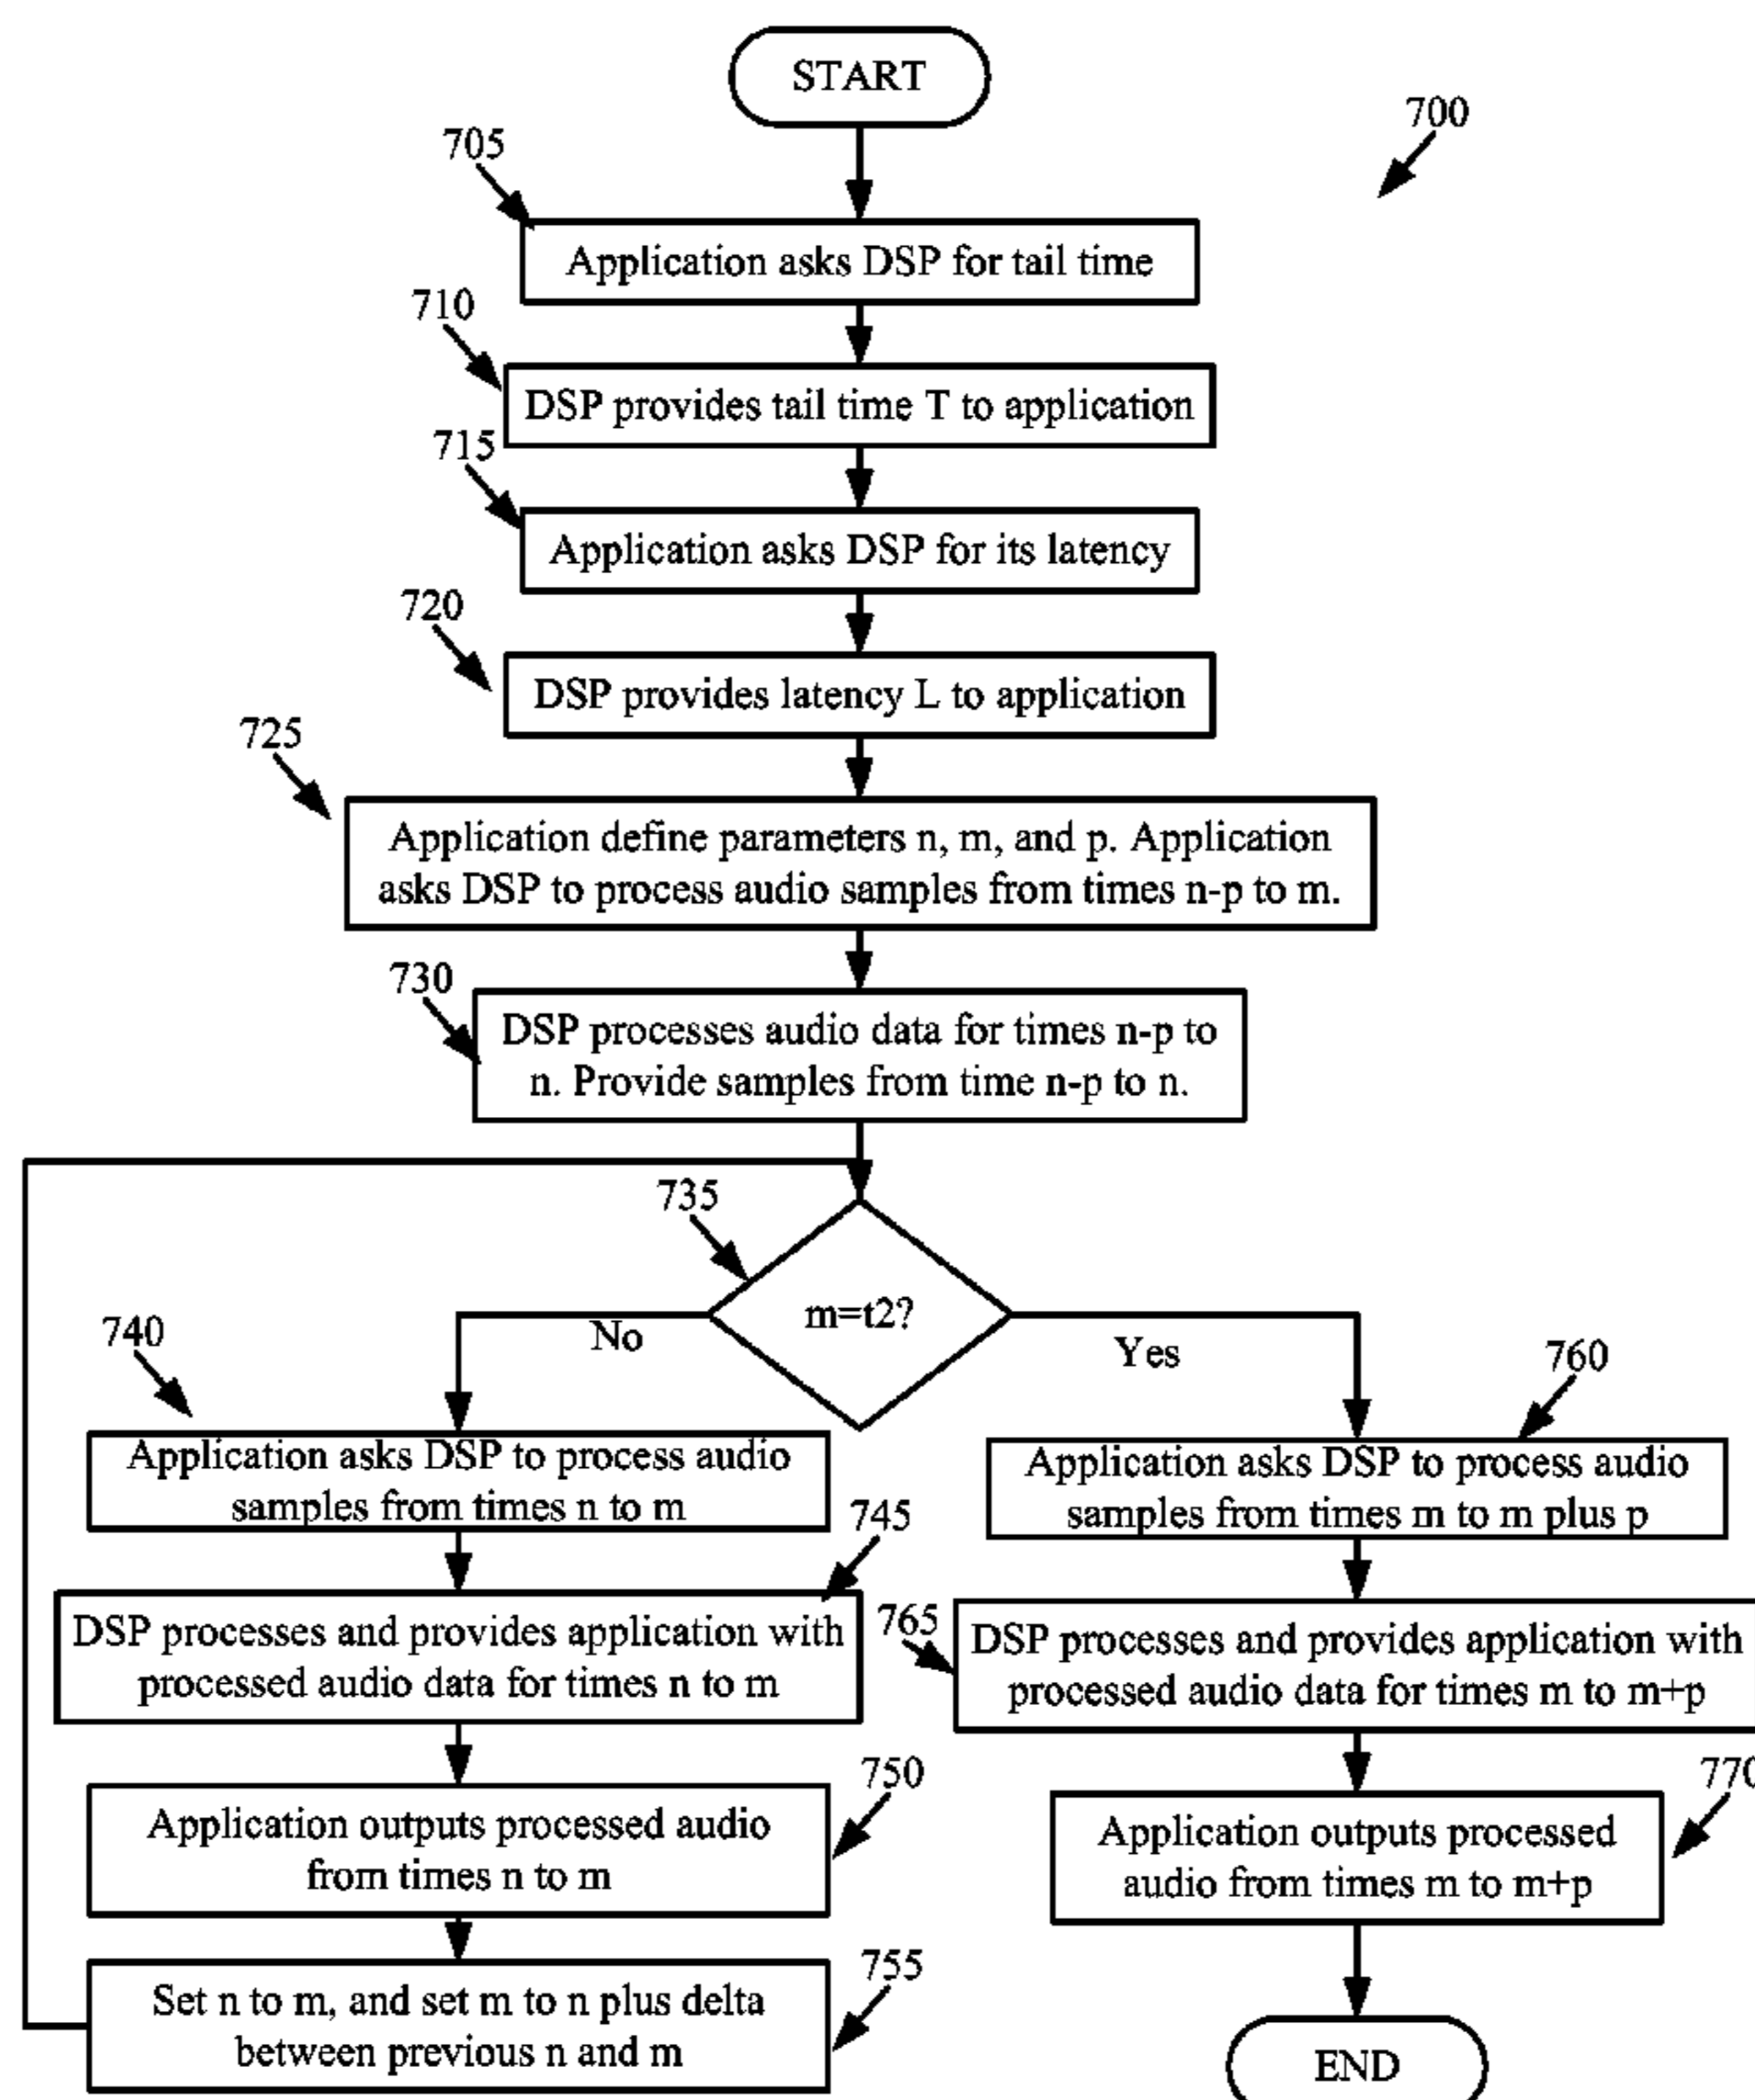 START
700
705
Application asks DSP for tail time
710
DSP provides tail time T to application
715
Application asks DSP for its latency
720
DSP provides latency L to application
725
Application define parameters n, m, and p. Application
asks DSP to process audio samples from times n-p to m.
730
DSP processes audio data for times n-p to
n. Provide samples from time n-p to n.
735
m=t2?
No
Yes
740
Application asks DSP to process audio
samples from times n to m
745
DSP processes and provides application with
processed audio data for times n to m
750
Application outputs processed audio
from times n to m
755
Set n to m, and set m to n plus delta
between previous n and m
760
Application asks DSP to process audio
samples from times m to m plus p
765
DSP processes and provides application with
processed audio data for times m to m+p
770
Application outputs processed
audio from times m to m+p
END